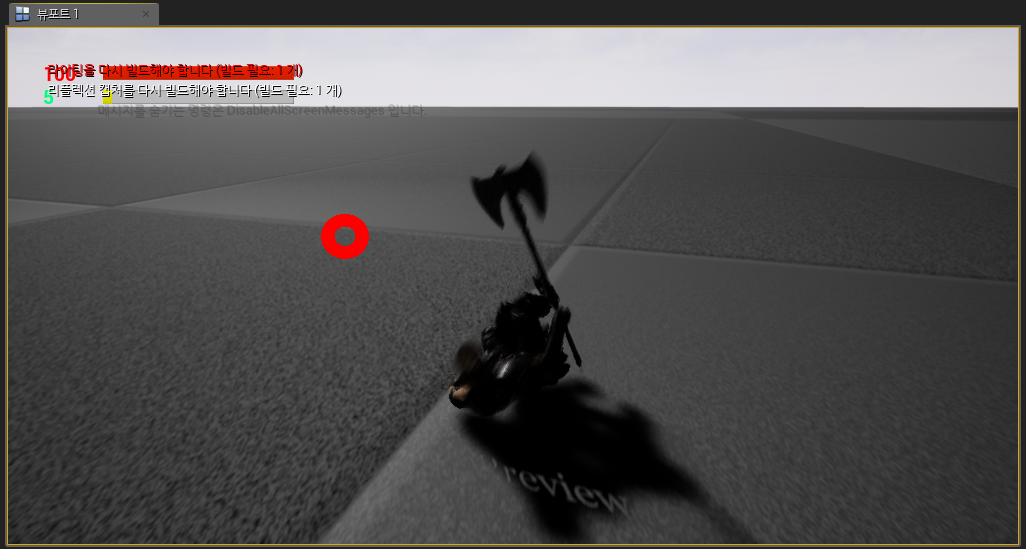 뷰포트 1
라이팅을 다시 빌드해야 합니다 (빌드 필요: 1 개)
100
리플렉션 캡처를 다시 빌드해야 합니다 (빌드 필요: 1 개)
5
메시지를 숨기는 명령은 DisableAllScreenMessages 입니다.
Preview